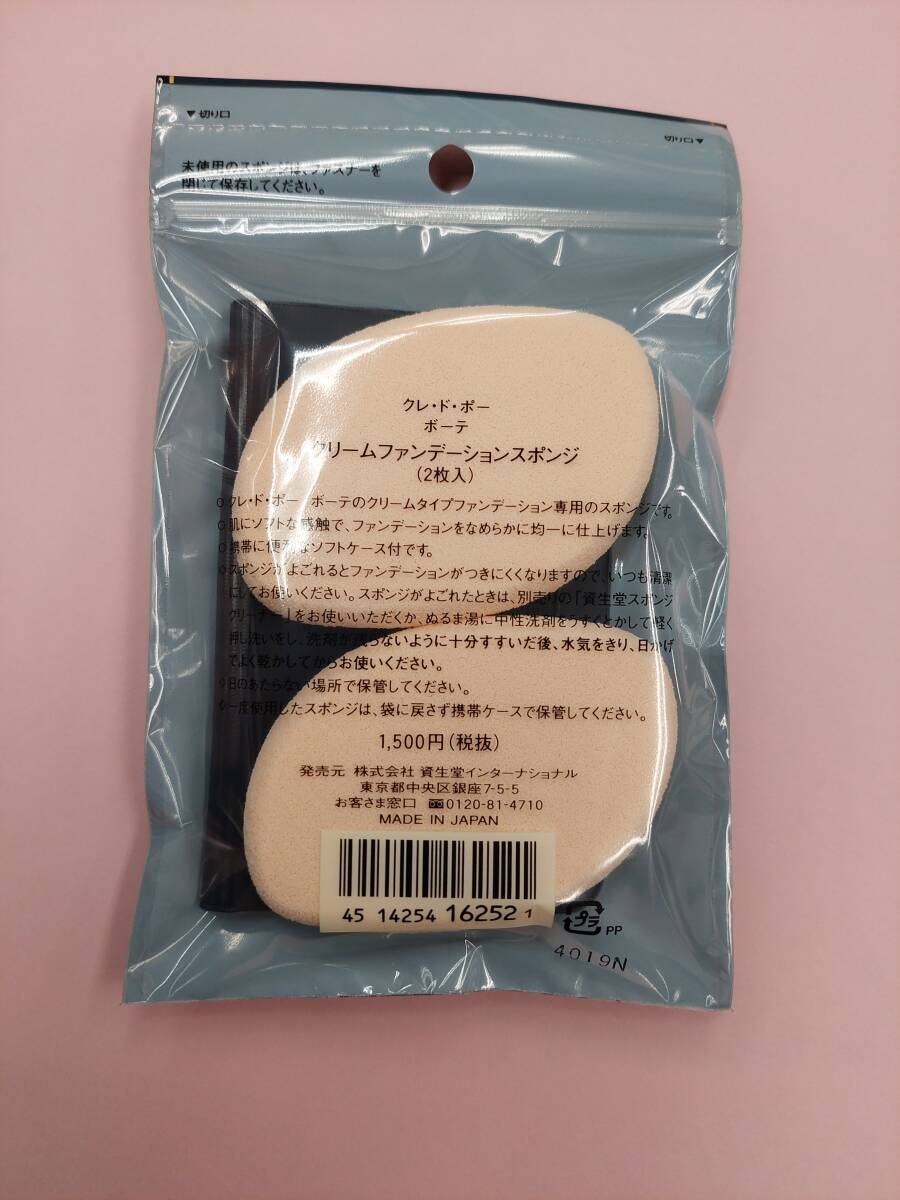 ▼切り口
切り口▼
未使用のスポンジは、ファスナーを
閉じて保存してください。
クレ・ド・ポー
ボーテ
クリームファンデーションスポンジ
(2枚入)
○クレ・ド・ポー ボーテのクリームタイプファンデーション専用のスポンジです。
○肌にソフトな感触で、ファンデーションをなめらかに均一に仕上げます。
○携帯に便利なソフトケース付です。
◇スポンジがよごれるとファンデーションがつきにくくなりますので、いつも清潔
にしてお使いください。スポンジがよごれたときは、別売りの「資生堂スポンジ
クリーナー」をお使いいただくか、ぬるま湯に中性洗剤をうすくとかして軽く
押し洗いをし、洗剤が残らないように十分すすいだ後、水気をきり、日かげ
でよく乾かしてからお使いください。
◇日のあたらない場所で保管してください。
◇一度使用したスポンジは、袋に戻さず携帯ケースで保管してください。
1,500円(税抜)
発売元 株式会社 資生堂インターナショナル
東京都中央区銀座7-5-5
お客さま窓口 0120-81-4710
MADE IN JAPAN
45 14254 16252 1
プラ PP
4019N